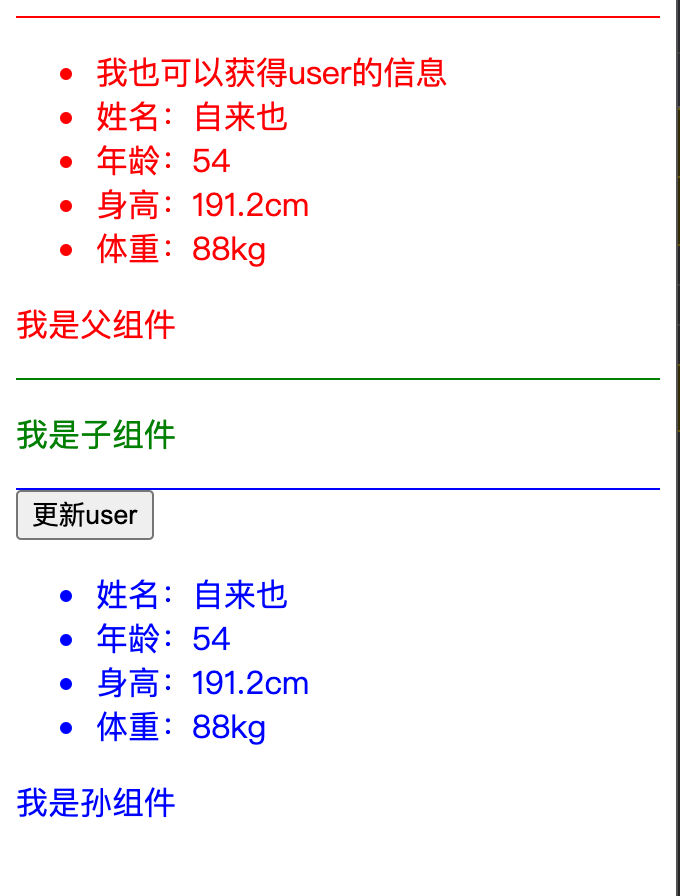 我也可以获得user的信息
姓名：自来也
年龄：54
身高：191.2cm
体重：88kg
我是父组件
我是子组件
更新user
姓名：自来也
年龄：54
身高：191.2cm
体重：88kg
我是孙组件